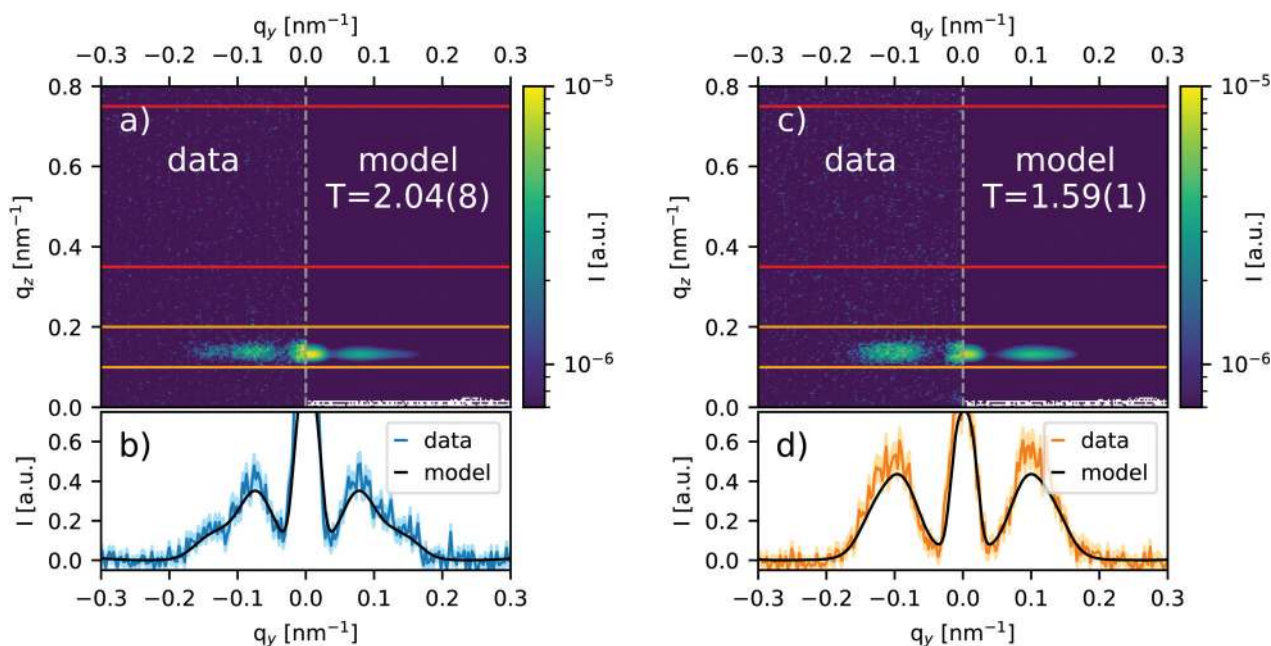 q_y [nm⁻¹]
−0.3 −0.2 −0.1 0.0 0.1 0.2 0.3
0.8
0.6
0.4
0.2
0.0
q_z [nm⁻¹]
a)
data
model
T=2.04(8)
10⁻⁵
10⁻⁶
I [a.u.]
b)
data
model
0.6
0.4
0.2
0.0
I [a.u.]
−0.3 −0.2 −0.1 0.0 0.1 0.2 0.3
q_y [nm⁻¹]
q_y [nm⁻¹]
−0.3 −0.2 −0.1 0.0 0.1 0.2 0.3
0.8
0.6
0.4
0.2
0.0
q_z [nm⁻¹]
c)
data
model
T=1.59(1)
10⁻⁵
10⁻⁶
I [a.u.]
d)
data
model
0.6
0.4
0.2
0.0
I [a.u.]
−0.3 −0.2 −0.1 0.0 0.1 0.2 0.3
q_y [nm⁻¹]